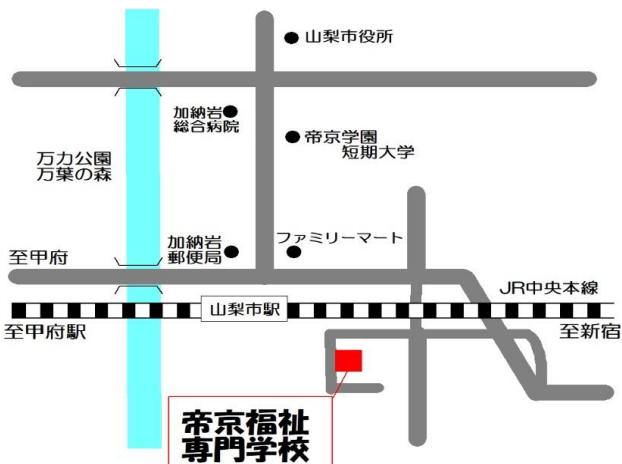 山梨市役所
加納岩
総合病院
帝京学園
短期大学
万力公園
万葉の森
加納岩
郵便局
ファミリーマート
至甲府
JR中央本線
山梨市駅
至甲府駅
至新宿
帝京福祉
専門学校